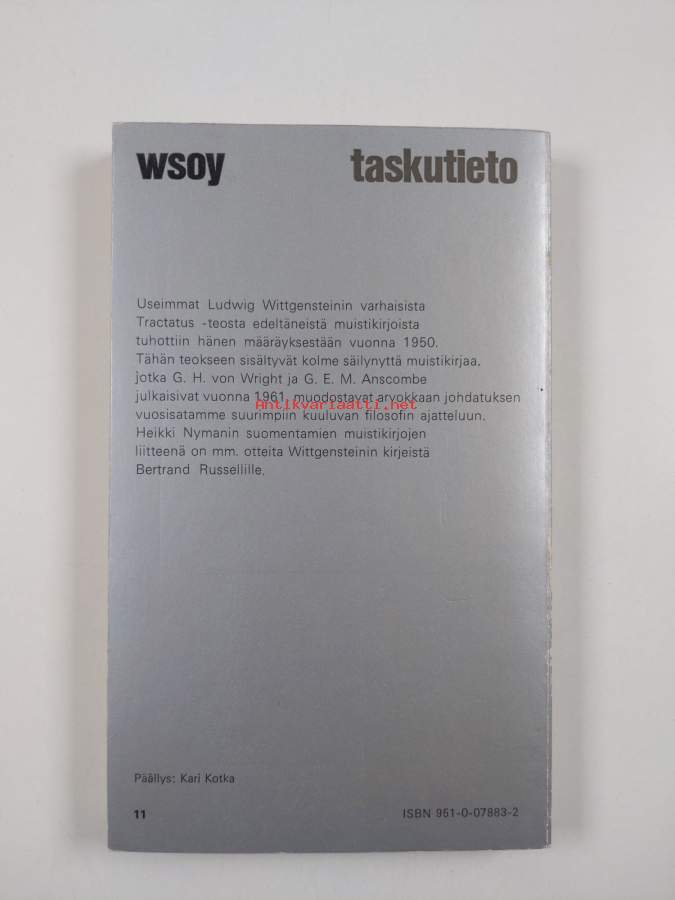 wsoy taskutieto
Useimmat Ludwig Wittgensteinin varhaisista
Tractatus -teosta edeltäneistä muistikirjoista
tuhottiin hänen määräyksestään vuonna 1950.
Tähän teokseen sisältyvät kolme säilynyttä muistikirjaa,
jotka G. H. von Wright ja G. E. M. Anscombe
julkaisivat vuonna 1961, muodostavat arvokkaan johdatuksen
Antikvariaatti.net
vuosisatamme suurimpiin kuuluvan filosofin ajatteluun.
Heikki Nymanin suomentamien muistikirjojen
liitteenä on mm. otteita Wittgensteinin kirjeistä
Bertrand Russellille.
Päällys: Kari Kotka
11 ISBN 951-0-07883-2